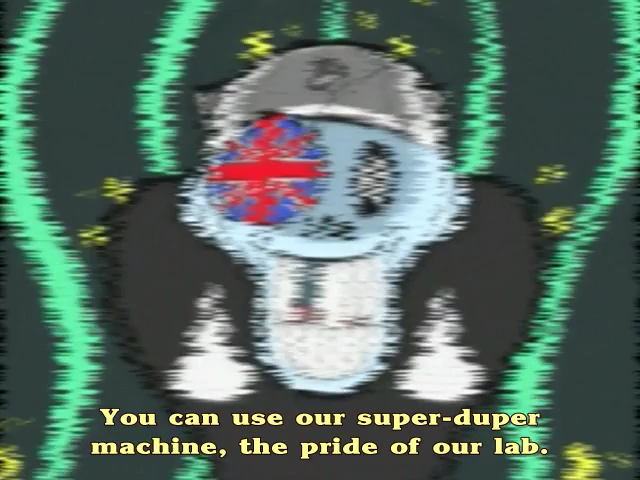 You can use our super-duper
machine, the pride of our lab.